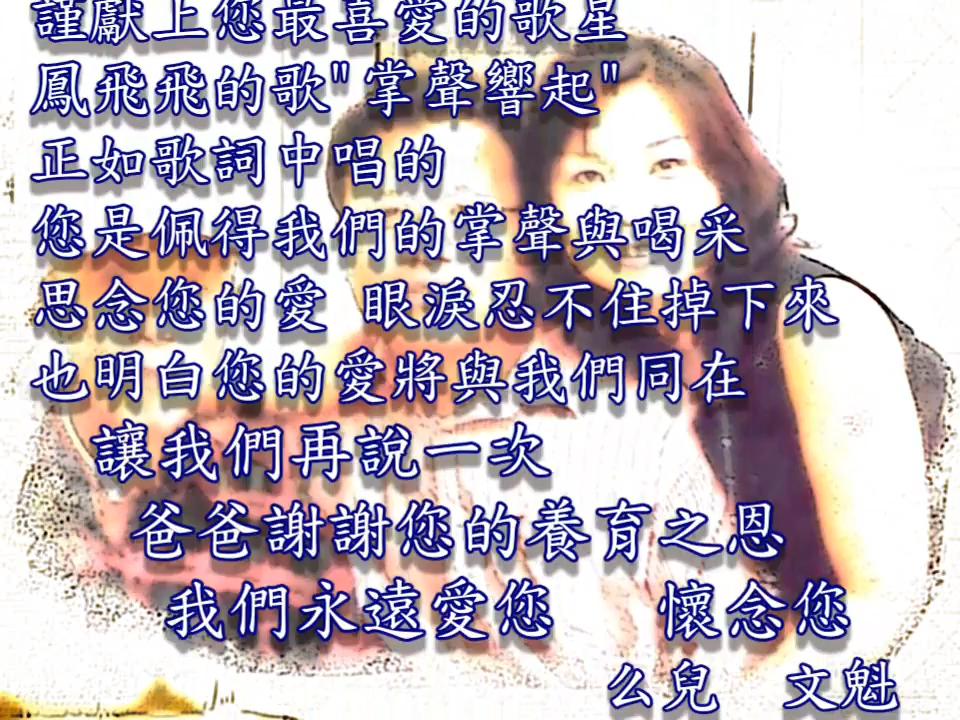 謹獻上您最喜愛的歌星
鳳飛飛的歌"掌聲響起"
正如歌詞中唱的
您是佩得我們的掌聲與喝采
思念您的愛 眼淚忍不住掉下來
也明白您的愛將與我們同在
讓我們再說一次
爸爸謝謝您的養育之恩
我們永遠愛您 懷念您
么兒 文魁